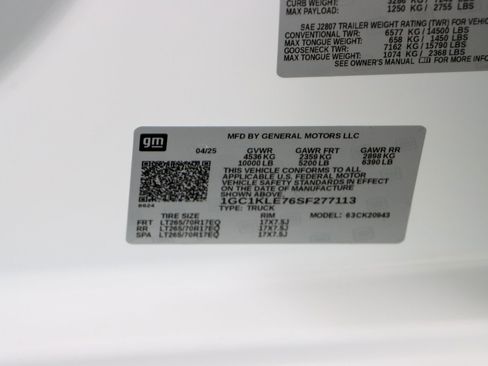 CURB WEIGHT: 3286 KG / LBS
MAX PAYLOAD: 1250 KG / 2755 LBS
SAE J2807 TRAILER WEIGHT RATING (TWR) FOR VEHIC
CONVENTIONAL TWR: 6577 KG / 14500 LBS
MAX TONGUE WEIGHT: 658 KG / 1450 LBS
GOOSENECK TWR: 7162 KG / 15790 LBS
MAX TONGUE WEIGHT: 1074 KG / 2368 LBS
SEE OWNER'S MANUAL FOR MORE INFO
gm
MFD BY GENERAL MOTORS LLC
04/25 GVWR GAWR FRT GAWR RR
4536 KG 2359 KG 2898 KG
10000 LB 5200 LB 6390 LB
THIS VEHICLE CONFORMS TO ALL
APPLICABLE U.S. FEDERAL MOTOR
VEHICLE SAFETY STANDARDS IN EFFECT
ON THE DATE OF MANUFACTURE
SHOWN ABOVE.
1GC1KLE76SF277113
8624 TYPE: TRUCK
TIRE SIZE RIM MODEL: 63CK20943
FRT LT265/70R17EQ 17X7.5J
RR LT265/70R17EQ 17X7.5J
SPA LT265/70R17EQ 17X7.5J